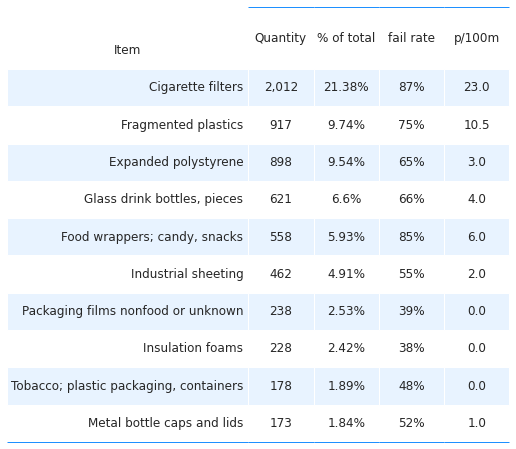 Item Quantity % of total fail rate p/100m
Cigarette filters 2,012 21.38% 87% 23.0
Fragmented plastics 917 9.74% 75% 10.5
Expanded polystyrene 898 9.54% 65% 3.0
Glass drink bottles, pieces 621 6.6% 66% 4.0
Food wrappers; candy, snacks 558 5.93% 85% 6.0
Industrial sheeting 462 4.91% 55% 2.0
Packaging films nonfood or unknown 238 2.53% 39% 0.0
Insulation foams 228 2.42% 38% 0.0
Tobacco; plastic packaging, containers 178 1.89% 48% 0.0
Metal bottle caps and lids 173 1.84% 52% 1.0